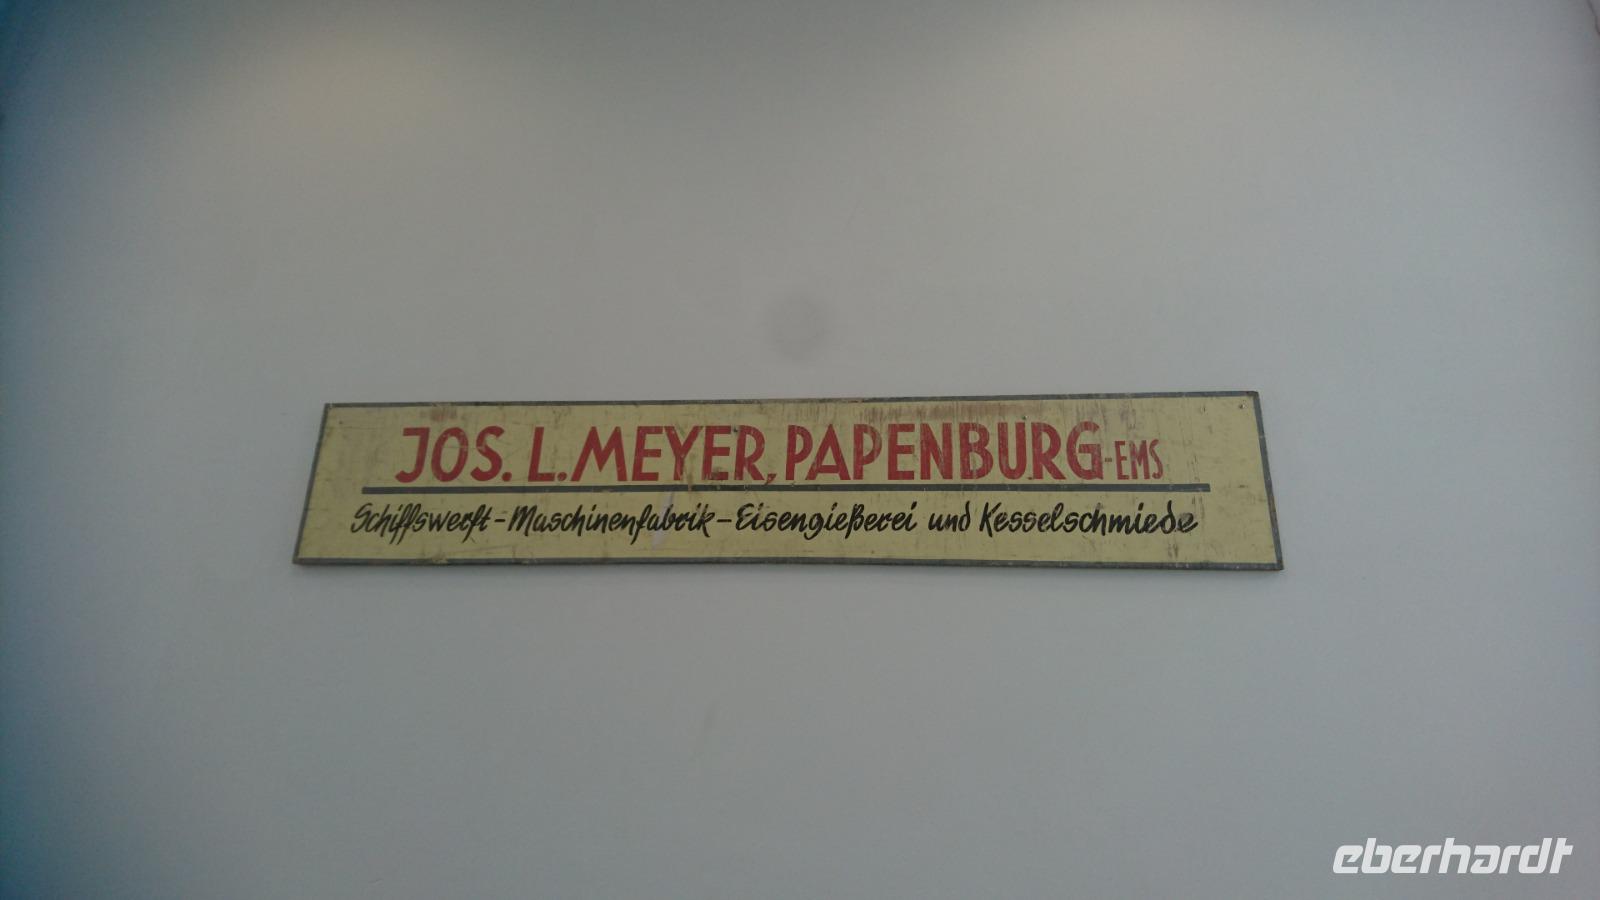 JOS. L. MEYER, PAPENBURG-EMS
Schiffswerft - Maschinenfabrik - Eisengießerei und Kesselschmiede
eberhardt